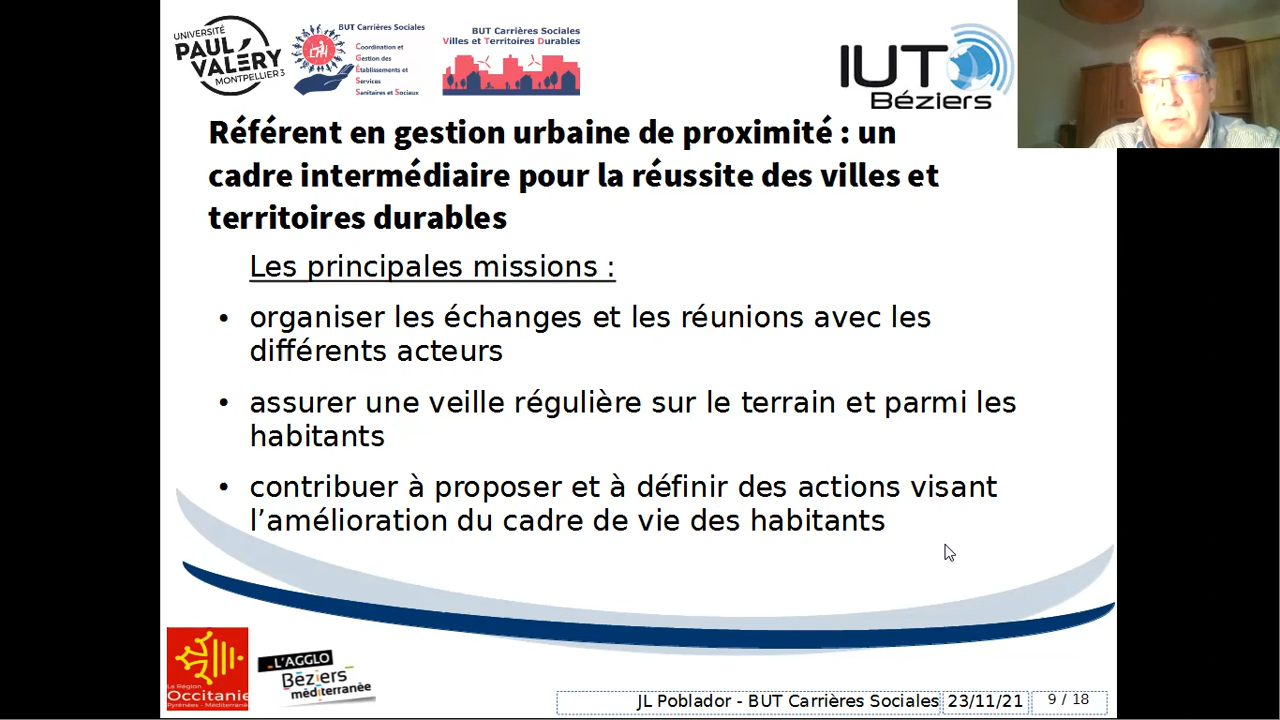 UNIVERSITÉ
PAUL
VALÉRY
MONTPELLIER 3
BUT Carrières Sociales
Coordination et
Gestion des
Établissements et
Services
Sanitaires et Sociaux
BUT Carrières Sociales
Villes et Territoires Durables
IUT
Béziers
Référent en gestion urbaine de proximité : un
cadre intermédiaire pour la réussite des villes et
territoires durables
Les principales missions :
• organiser les échanges et les réunions avec les
différents acteurs
• assurer une veille régulière sur le terrain et parmi les
habitants
• contribuer à proposer et à définir des actions visant
l’amélioration du cadre de vie des habitants
La Région
Occitanie
Pyrénées - Méditerranée
L'AGGLO
Béziers
méditerranée
JL Poblador - BUT Carrières Sociales 23/11/21 9 / 18